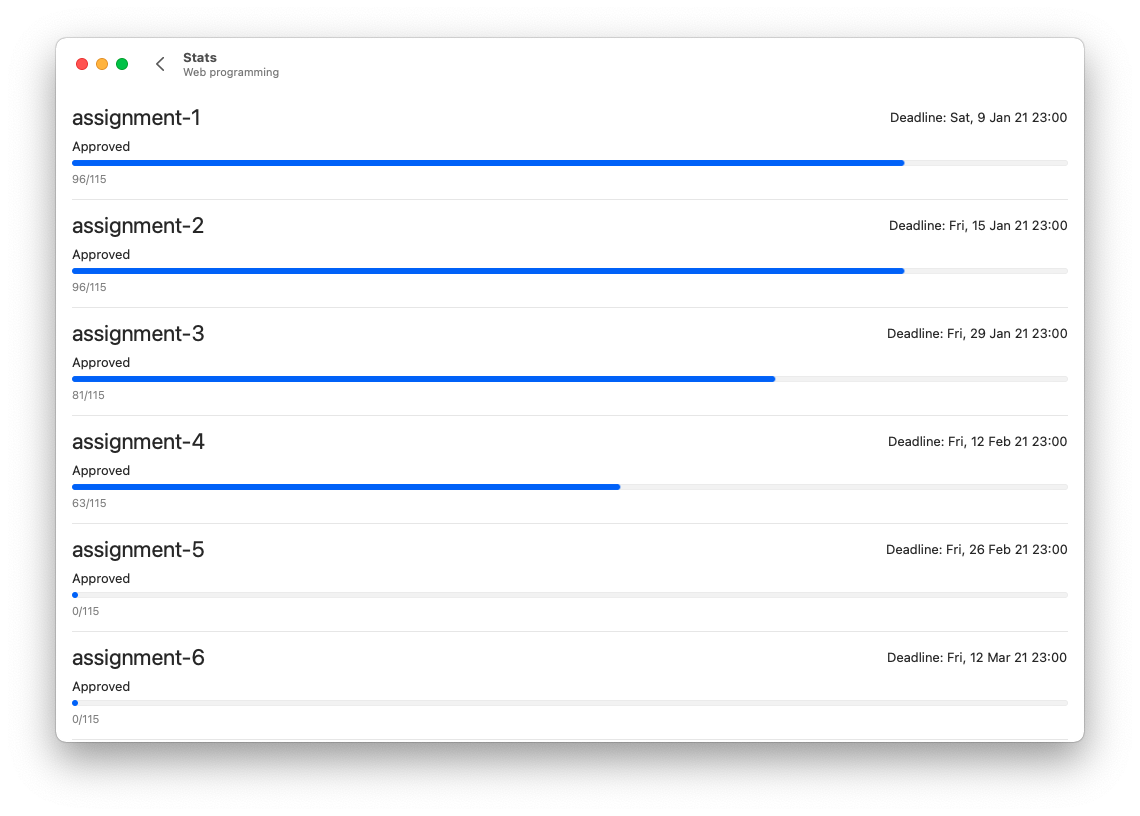 Stats
Web programming
assignment-1
Deadline: Sat, 9 Jan 21 23:00
Approved
96/115
assignment-2
Deadline: Fri, 15 Jan 21 23:00
Approved
96/115
assignment-3
Deadline: Fri, 29 Jan 21 23:00
Approved
81/115
assignment-4
Deadline: Fri, 12 Feb 21 23:00
Approved
63/115
assignment-5
Deadline: Fri, 26 Feb 21 23:00
Approved
0/115
assignment-6
Deadline: Fri, 12 Mar 21 23:00
Approved
0/115